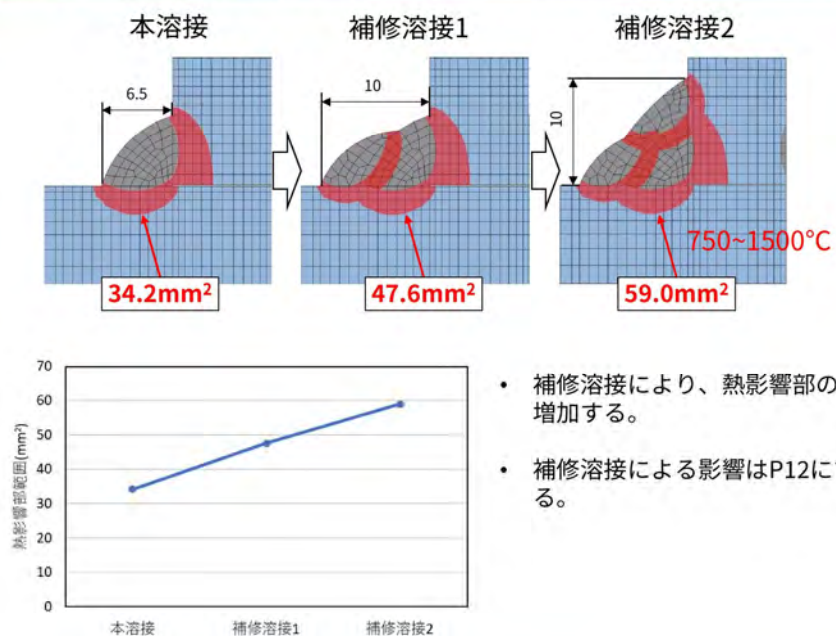 本溶接
補修溶接1
補修溶接2
6.5
10
10
750~1500℃
34.2mm²
47.6mm²
59.0mm²
70
60
50
40
30
20
10
0
熱影響部範囲(mm²)
本溶接
補修溶接1
補修溶接2
• 補修溶接により、熱影響部の
増加する。
• 補修溶接による影響はP12に
る。